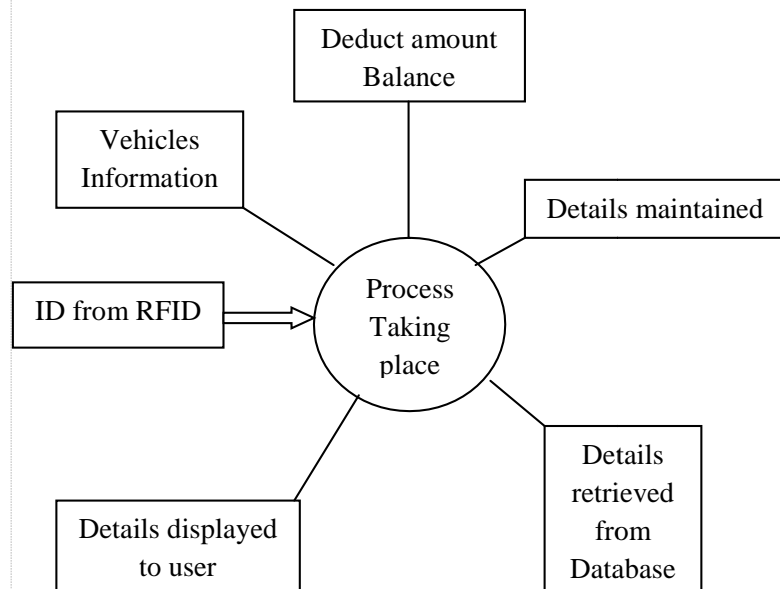 Deduct amount
Balance
Vehicles
Information
Details maintained
ID from RFID
Process
Taking
place
Details displayed
to user
Details
retrieved
from
Database